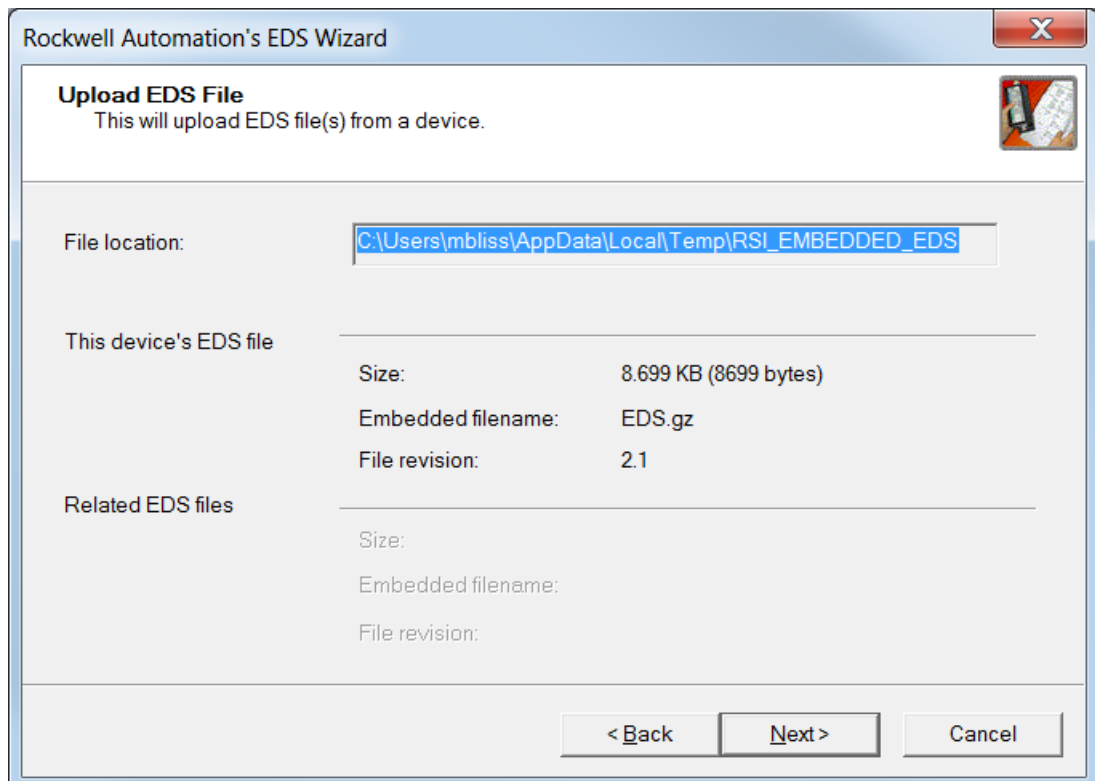 Rockwell Automation's EDS Wizard
X
Upload EDS File
This will upload EDS file(s) from a device.
File location: C:\Users\mbliss\AppData\Local\Temp\RSI_EMBEDDED_EDS
This device's EDS file
Size: 8.699 KB (8699 bytes)
Embedded filename: EDS.gz
File revision: 2.1
Related EDS files
Size:
Embedded filename:
File revision:
< Back Next > Cancel